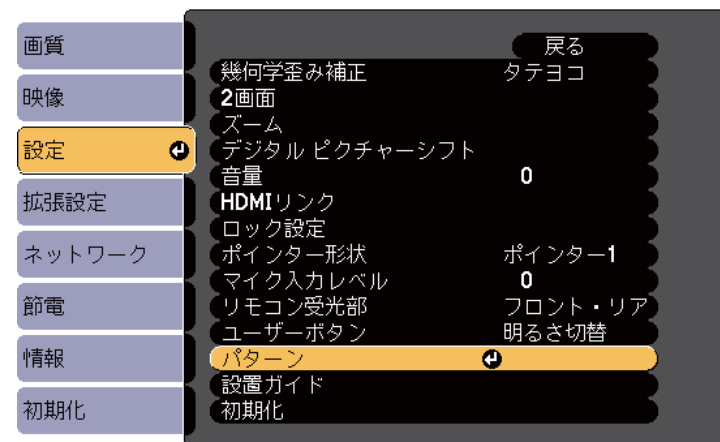 画質
映像
設定
拡張設定
ネットワーク
節電
情報
初期化
戻る
幾何学歪み補正 タテヨコ
2画面
ズーム
デジタル ピクチャーシフト
音量 0
HDMIリンク
ロック設定
ポインター形状 ポインター1
マイク入力レベル 0
リモコン受光部 フロント・リア
ユーザーボタン 明るさ切替
パターン
設置ガイド
初期化